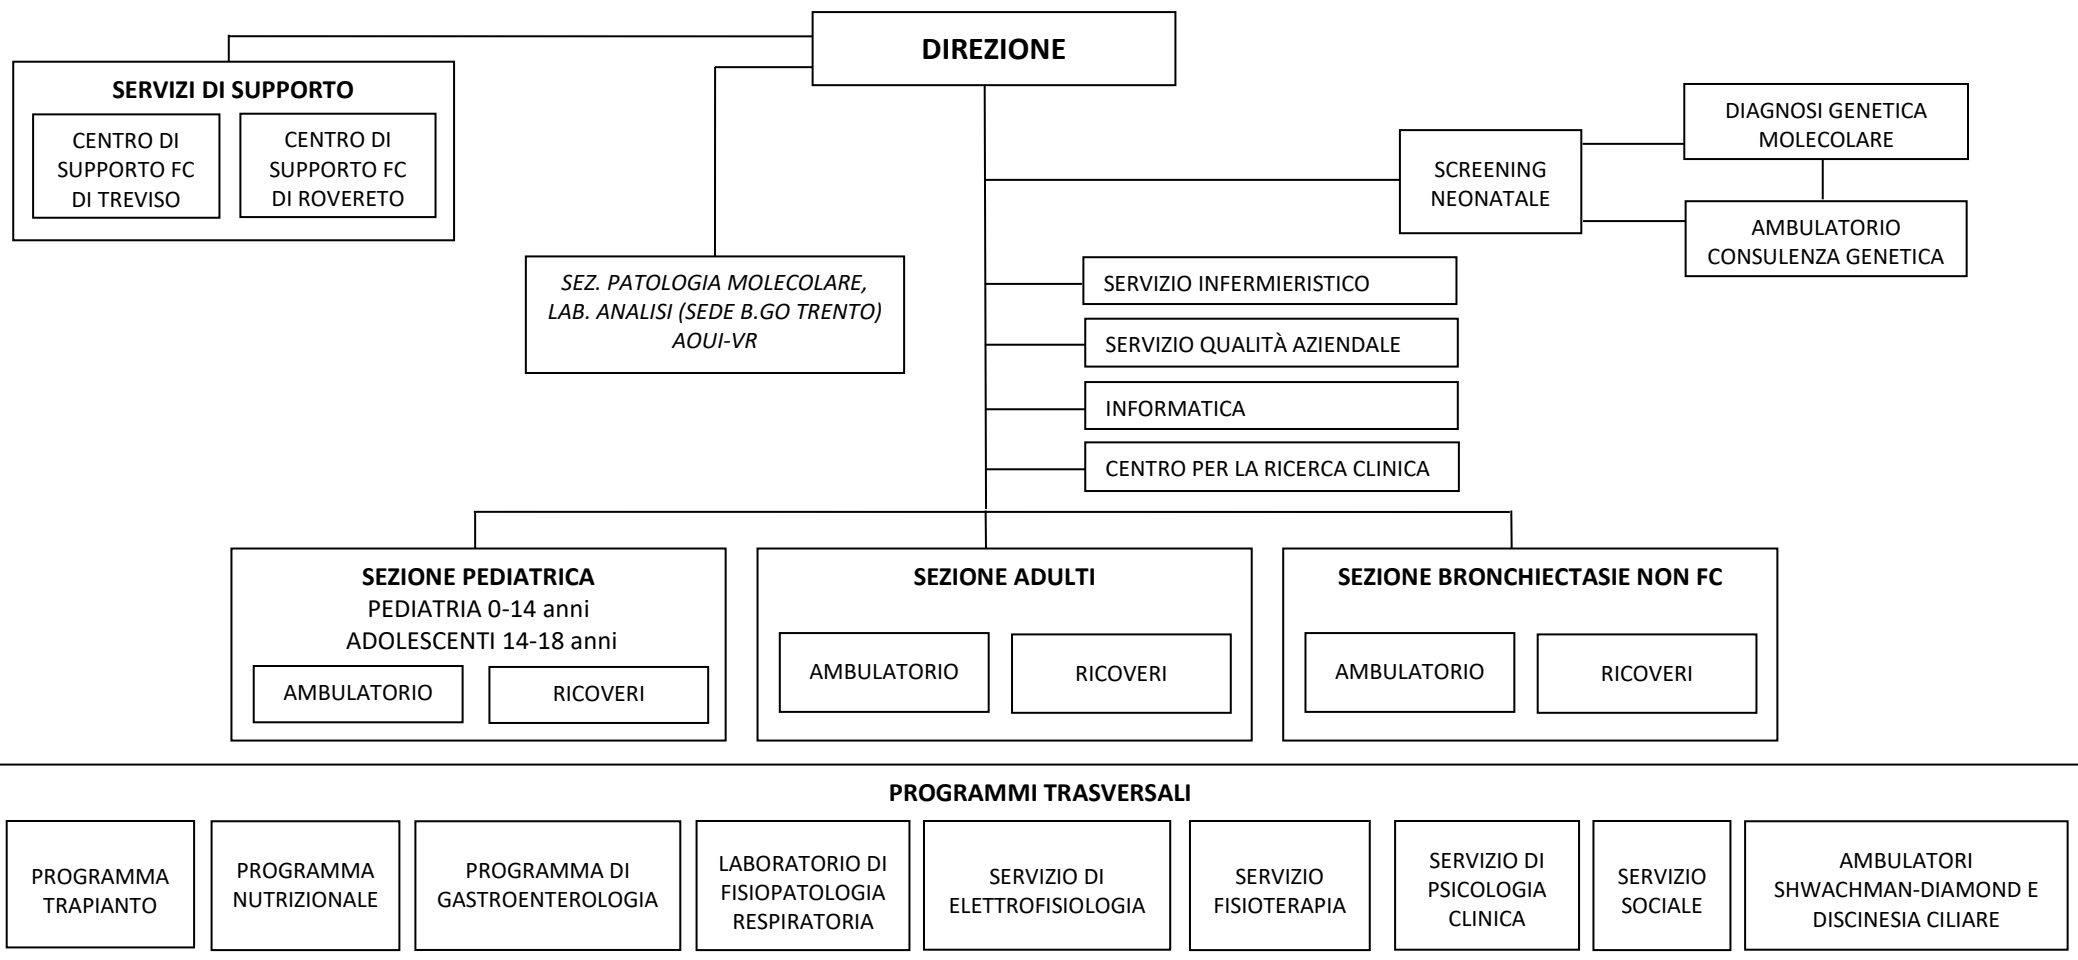 DIREZIONE
SERVIZI DI SUPPORTO
CENTRO DI
SUPPORTO FC
DI TREVISO
CENTRO DI
SUPPORTO FC
DI ROVERETO
SEZ. PATOLOGIA MOLECOLARE,
LAB. ANALISI (SEDE B.GO TRENTO)
AOUI-VR
SCREENING
NEONATALE
DIAGNOSI GENETICA
MOLECOLARE
AMBULATORIO
CONSULENZA GENETICA
SERVIZIO INFERMIERISTICO
SERVIZIO QUALITÀ AZIENDALE
INFORMATICA
CENTRO PER LA RICERCA CLINICA
SEZIONE PEDIATRICA
PEDIATRIA 0-14 anni
ADOLESCENTI 14-18 anni
AMBULATORIO
RICOVERI
SEZIONE ADULTI
AMBULATORIO
RICOVERI
SEZIONE BRONCHIECTASIE NON FC
AMBULATORIO
RICOVERI
PROGRAMMI TRASVERSALI
PROGRAMMA
TRAPIANTO
PROGRAMMA
NUTRIZIONALE
PROGRAMMA DI
GASTROENTEROLOGIA
LABORATORIO DI
FISIOPATOLOGIA
RESPIRATORIA
SERVIZIO DI
ELETTROFISIOLOGIA
SERVIZIO
FISIOTERAPIA
SERVIZIO DI
PSICOLOGIA
CLINICA
SERVIZIO
SOCIALE
AMBULATORI
SHWACHMAN-DIAMOND E
DISCINESIA CILIARE